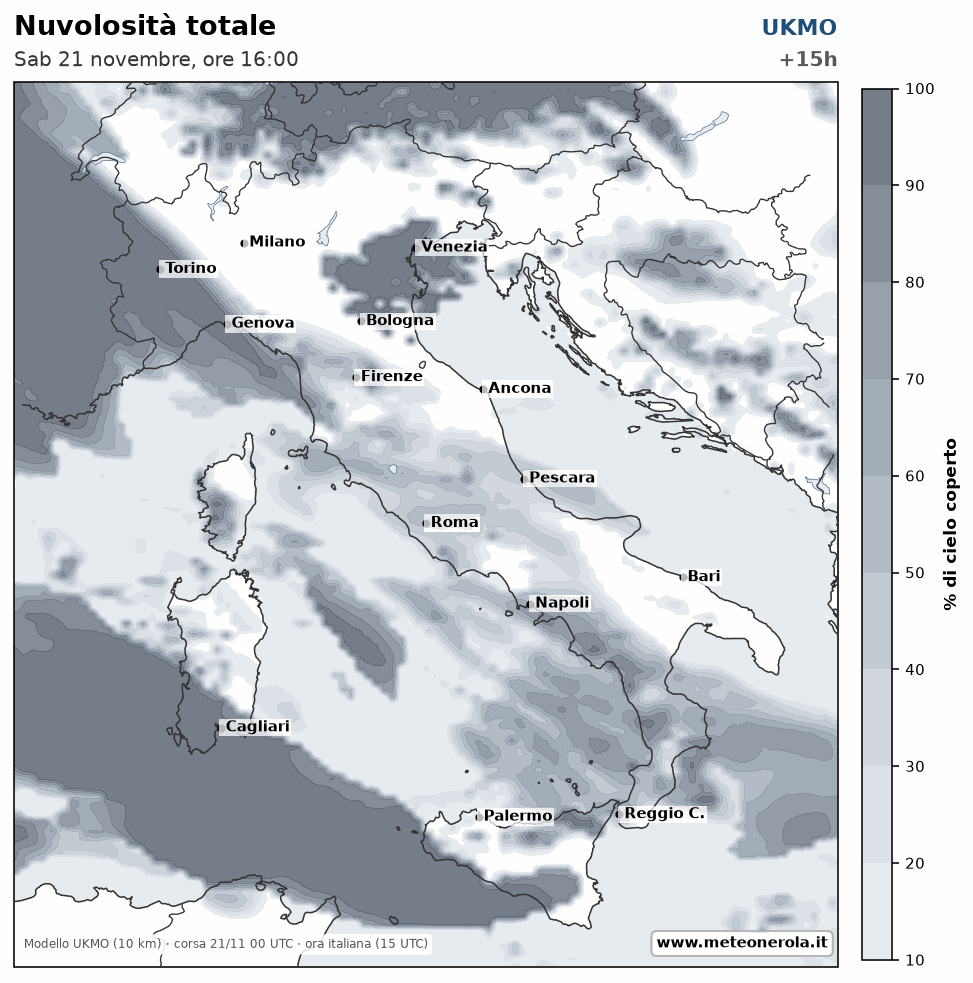 Nuvolosità totale
UKMO
Sab 21 novembre, ore 16:00
+15h
Milano
Venezia
Torino
Genova
Bologna
Firenze
Ancona
Pescara
Roma
Bari
Napoli
Cagliari
Palermo
Reggio C.
100
90
80
70
60
50
40
30
20
10
% di cielo coperto
Modello UKMO (10 km) · corsa 21/11 00 UTC · ora italiana (15 UTC)
www.meteonerola.it